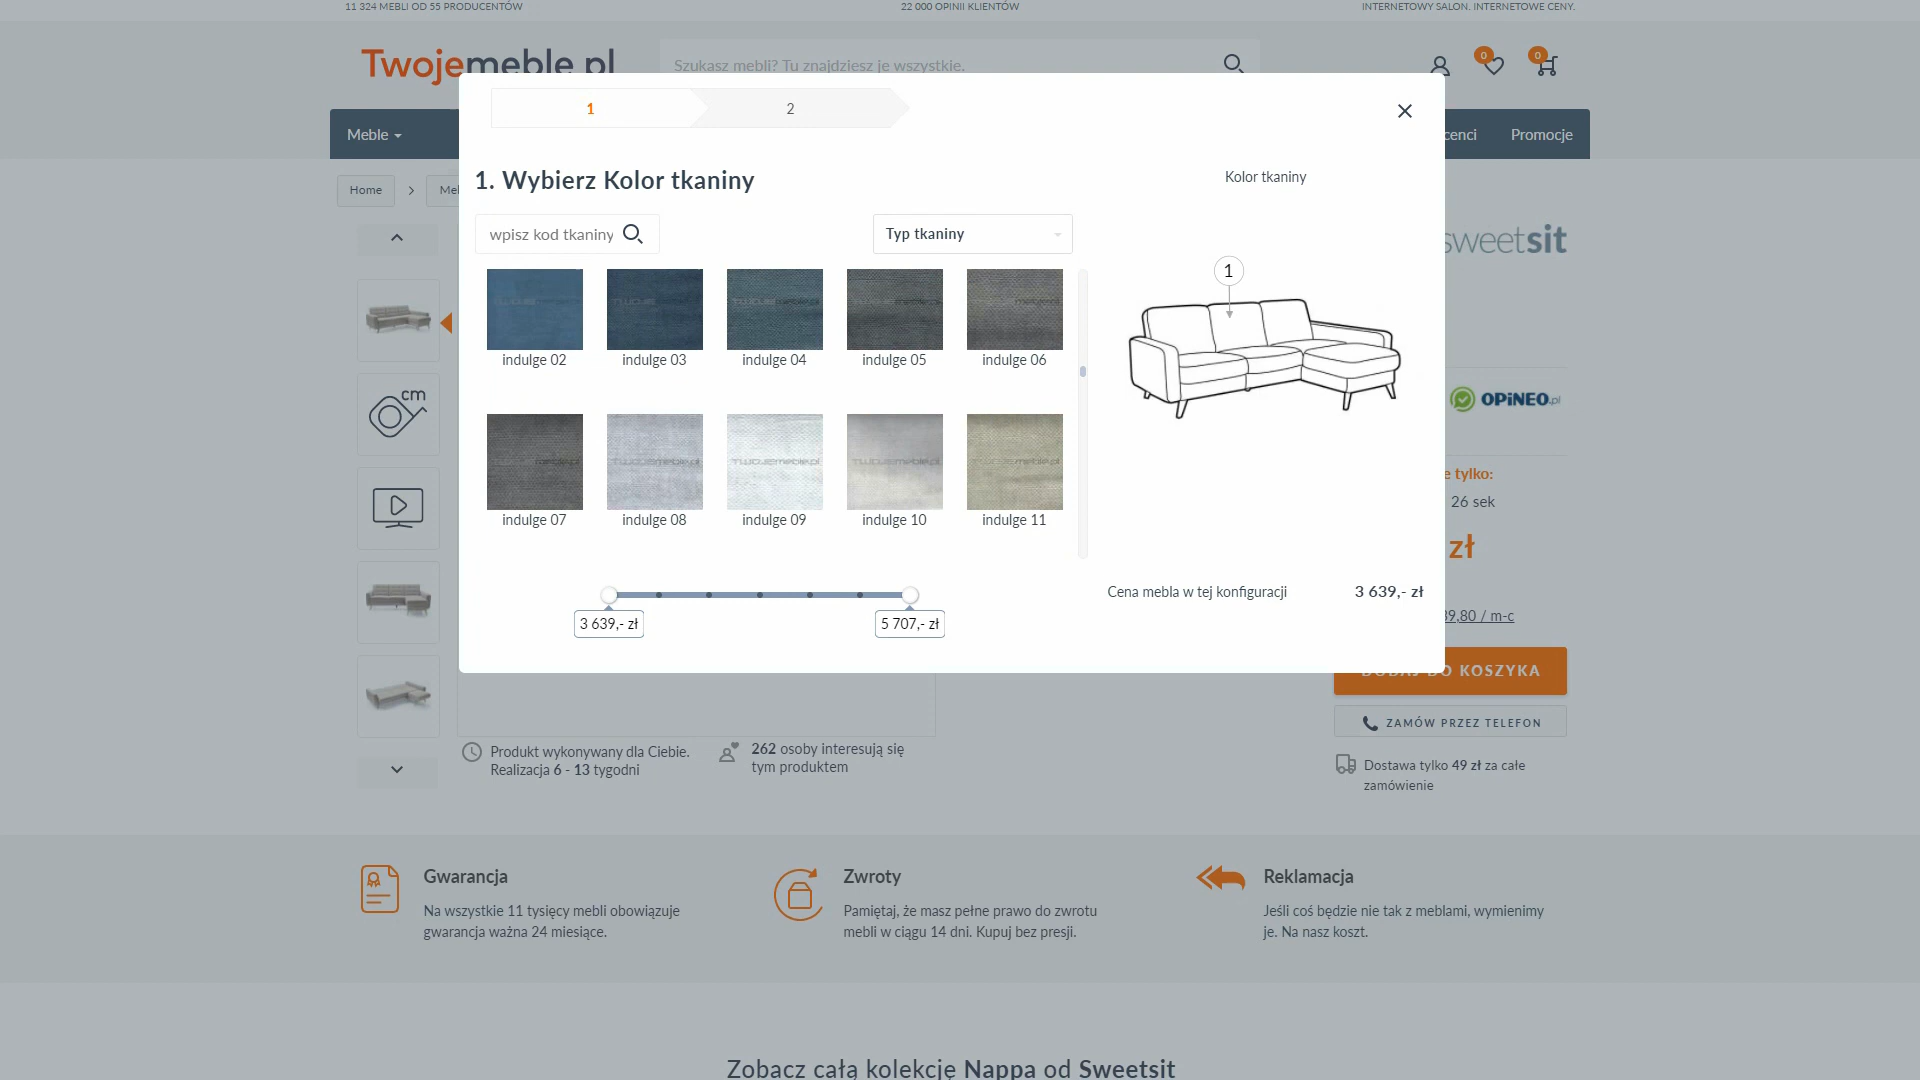 11 324 MEBLI OD 55 PRODUCENTÓW
22 000 OPINII KLIENTÓW
INTERNETOWY SALON. INTERNETOWE CENY.
Twojemeble.pl
Szukasz mebli? Tu znajdziesz je wszystkie.
0
0
Meble
Promocje
Home
1
2
1. Wybierz Kolor tkaniny
Kolor tkaniny
wpisz kod tkaniny
Typ tkaniny
sweetsit
1
indulge 02
indulge 03
indulge 04
indulge 05
indulge 06
cm
OPiNEO.pl
e tylko:
26 sek
zł
indulge 07
indulge 08
indulge 09
indulge 10
indulge 11
Cena mebla w tej konfiguracji
3 639,- zł
3 639,- zł
5 707,- zł
9,80 / m-c
DODAJ DO KOSZYKA
ZAMÓW PRZEZ TELEFON
Produkt wykonywany dla Ciebie.
Realizacja 6 - 13 tygodni
262 osoby interesują się
tym produktem
Dostawa tylko 49 zł za całe
zamówienie
Gwarancja
Na wszystkie 11 tysięcy mebli obowiązuje
gwarancja ważna 24 miesiące.
Zwroty
Pamiętaj, że masz pełne prawo do zwrotu
mebli w ciągu 14 dni. Kupuj bez presji.
Reklamacja
Jeśli coś będzie nie tak z meblami, wymienimy
je. Na nasz koszt.
Zobacz całą kolekcję Nappa od Sweetsit